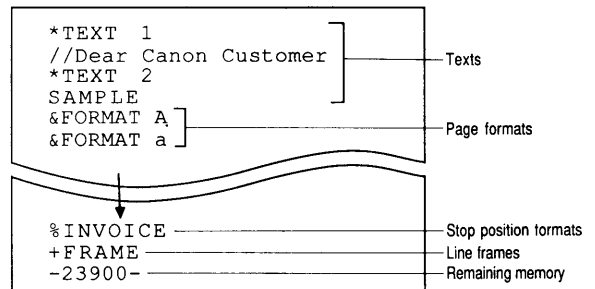 *TEXT 1
//Dear Canon Customer
*TEXT 2
SAMPLE
Texts
&FORMAT A
&FORMAT a
Page formats
%INVOICE
Stop position formats
+FRAME
Line frames
-23900-
Remaining memory